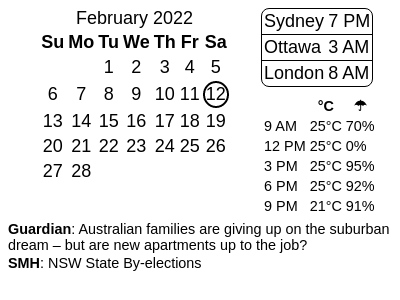 February 2022
Su Mo Tu We Th Fr Sa
1 2 3 4 5
6 7 8 9 10 11 12
13 14 15 16 17 18 19
20 21 22 23 24 25 26
27 28
Sydney 7 PM
Ottawa 3 AM
London 8 AM
°C ☂
9 AM 25°C 70%
12 PM 25°C 0%
3 PM 25°C 95%
6 PM 25°C 92%
9 PM 21°C 91%
Guardian: Australian families are giving up on the suburban
dream – but are new apartments up to the job?
SMH: NSW State By-elections